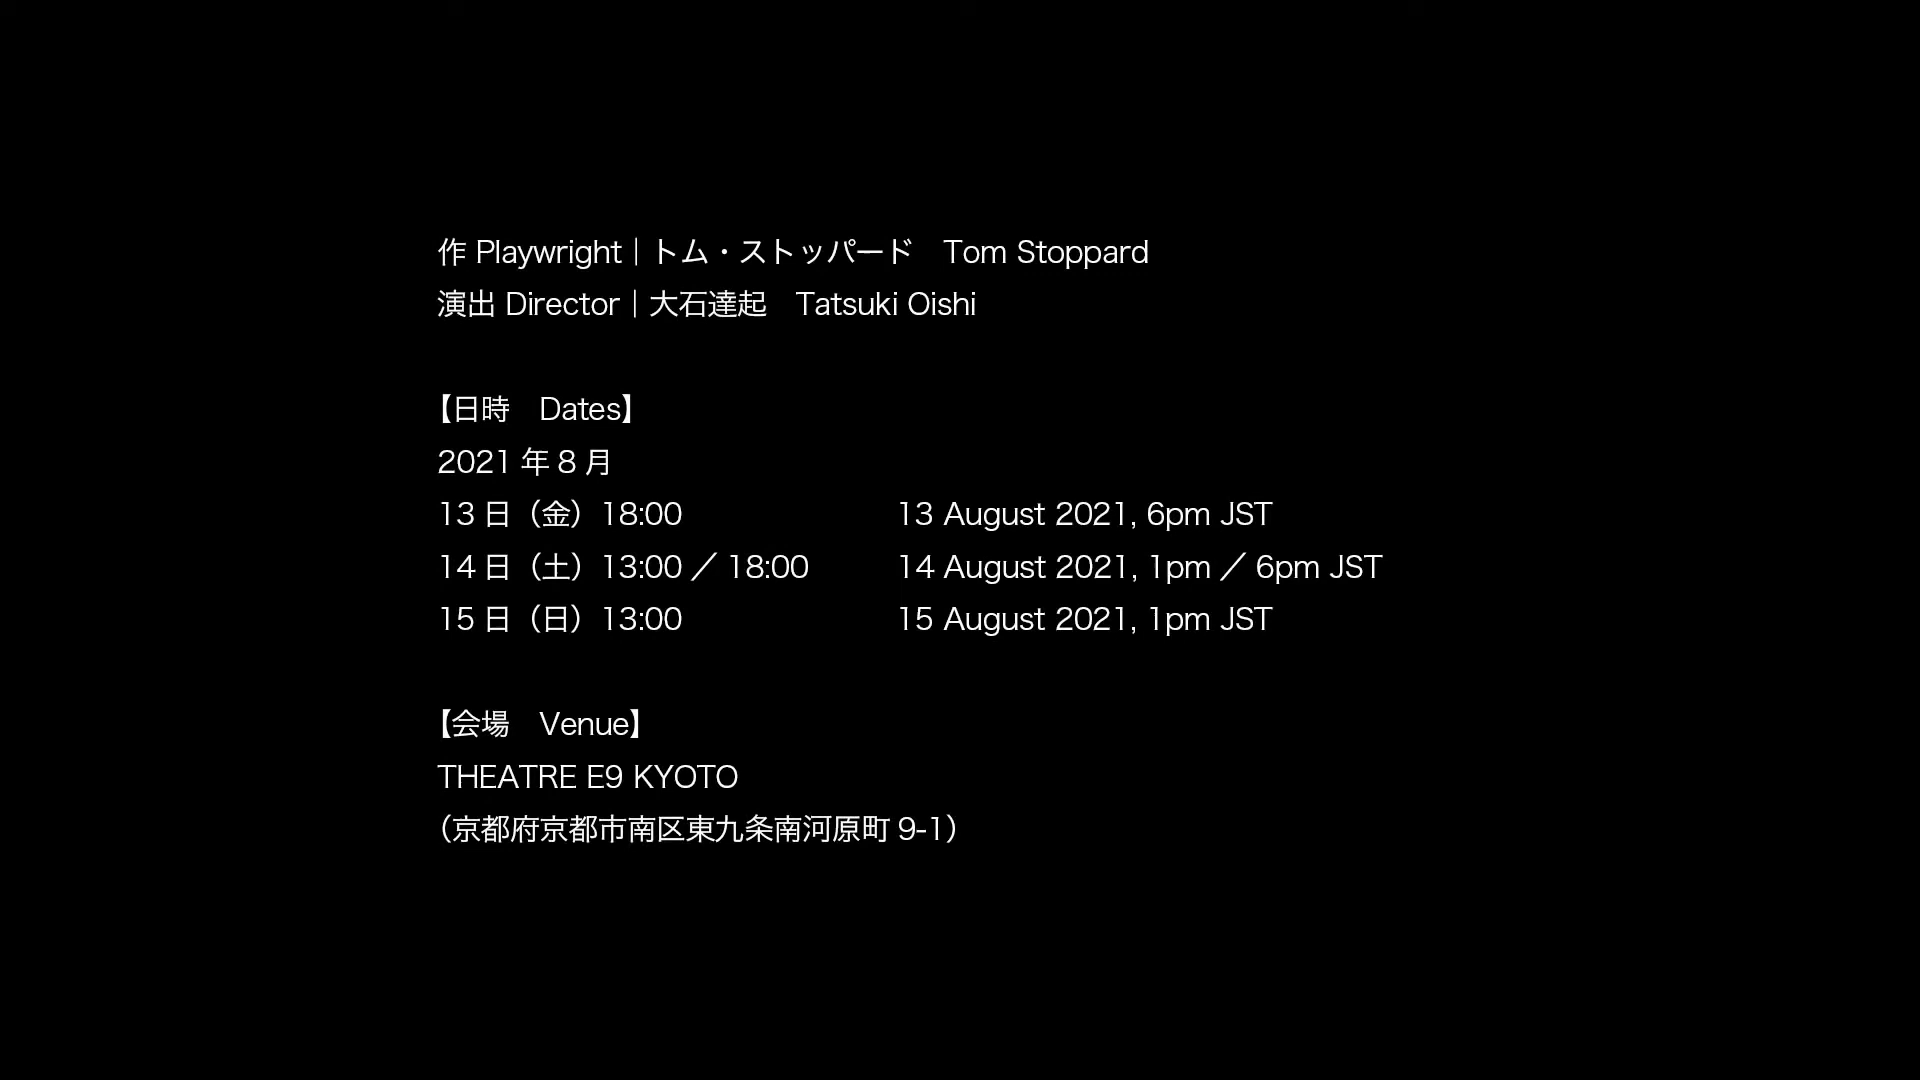 作 Playwright｜トム・ストッパード　Tom Stoppard
演出 Director｜大石達起　Tatsuki Oishi
【日時　Dates】
2021 年 8 月
13 日（金）18:00　13 August 2021, 6pm JST
14 日（土）13:00 ／ 18:00　14 August 2021, 1pm ／ 6pm JST
15 日（日）13:00　15 August 2021, 1pm JST
【会場　Venue】
THEATRE E9 KYOTO
（京都府京都市南区東九条南河原町 9-1）